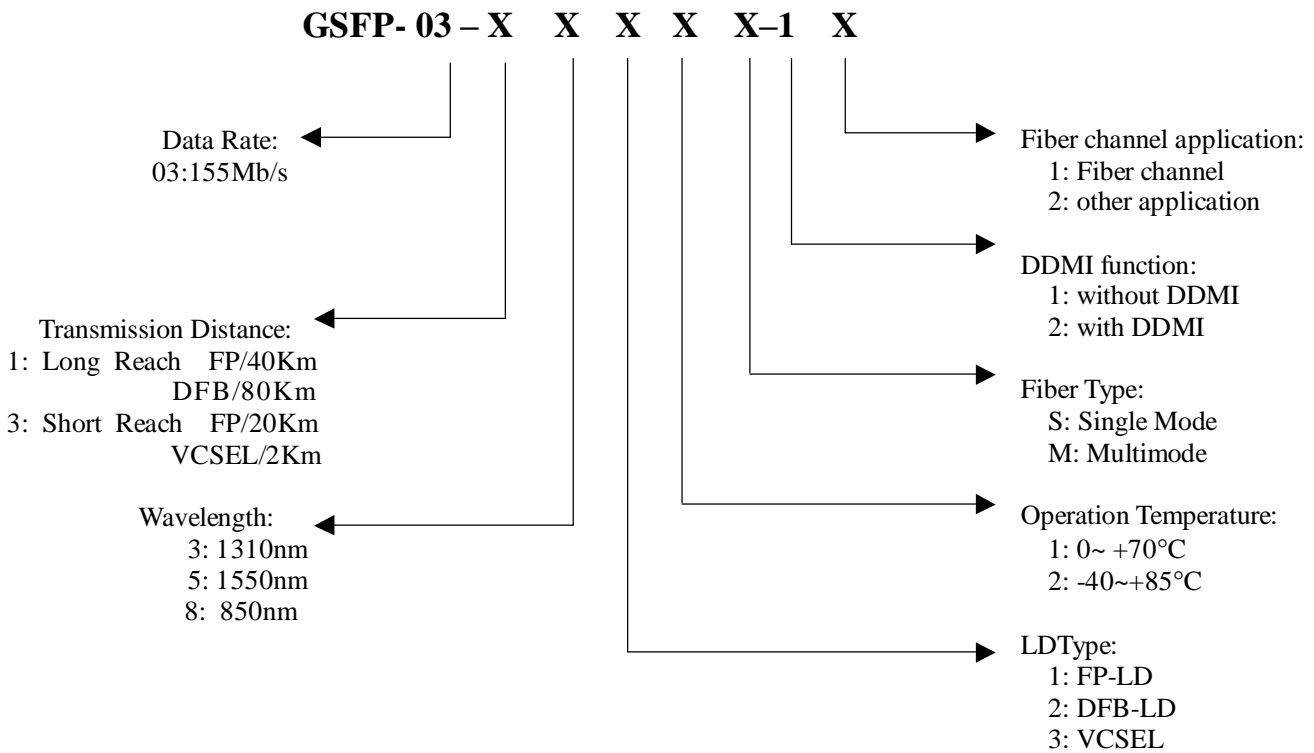 GSFP- 03 – X X X X X–1 X
Data Rate:
03:155Mb/s
Transmission Distance:
1: Long Reach FP/40Km
DFB/80Km
3: Short Reach FP/20Km
VCSEL/2Km
Wavelength:
3: 1310nm
5: 1550nm
8: 850nm
Fiber channel application:
1: Fiber channel
2: other application
DDMI function:
1: without DDMI
2: with DDMI
Fiber Type:
S: Single Mode
M: Multimode
Operation Temperature:
1: 0~ +70°C
2: -40~+85°C
LDType:
1: FP-LD
2: DFB-LD
3: VCSEL